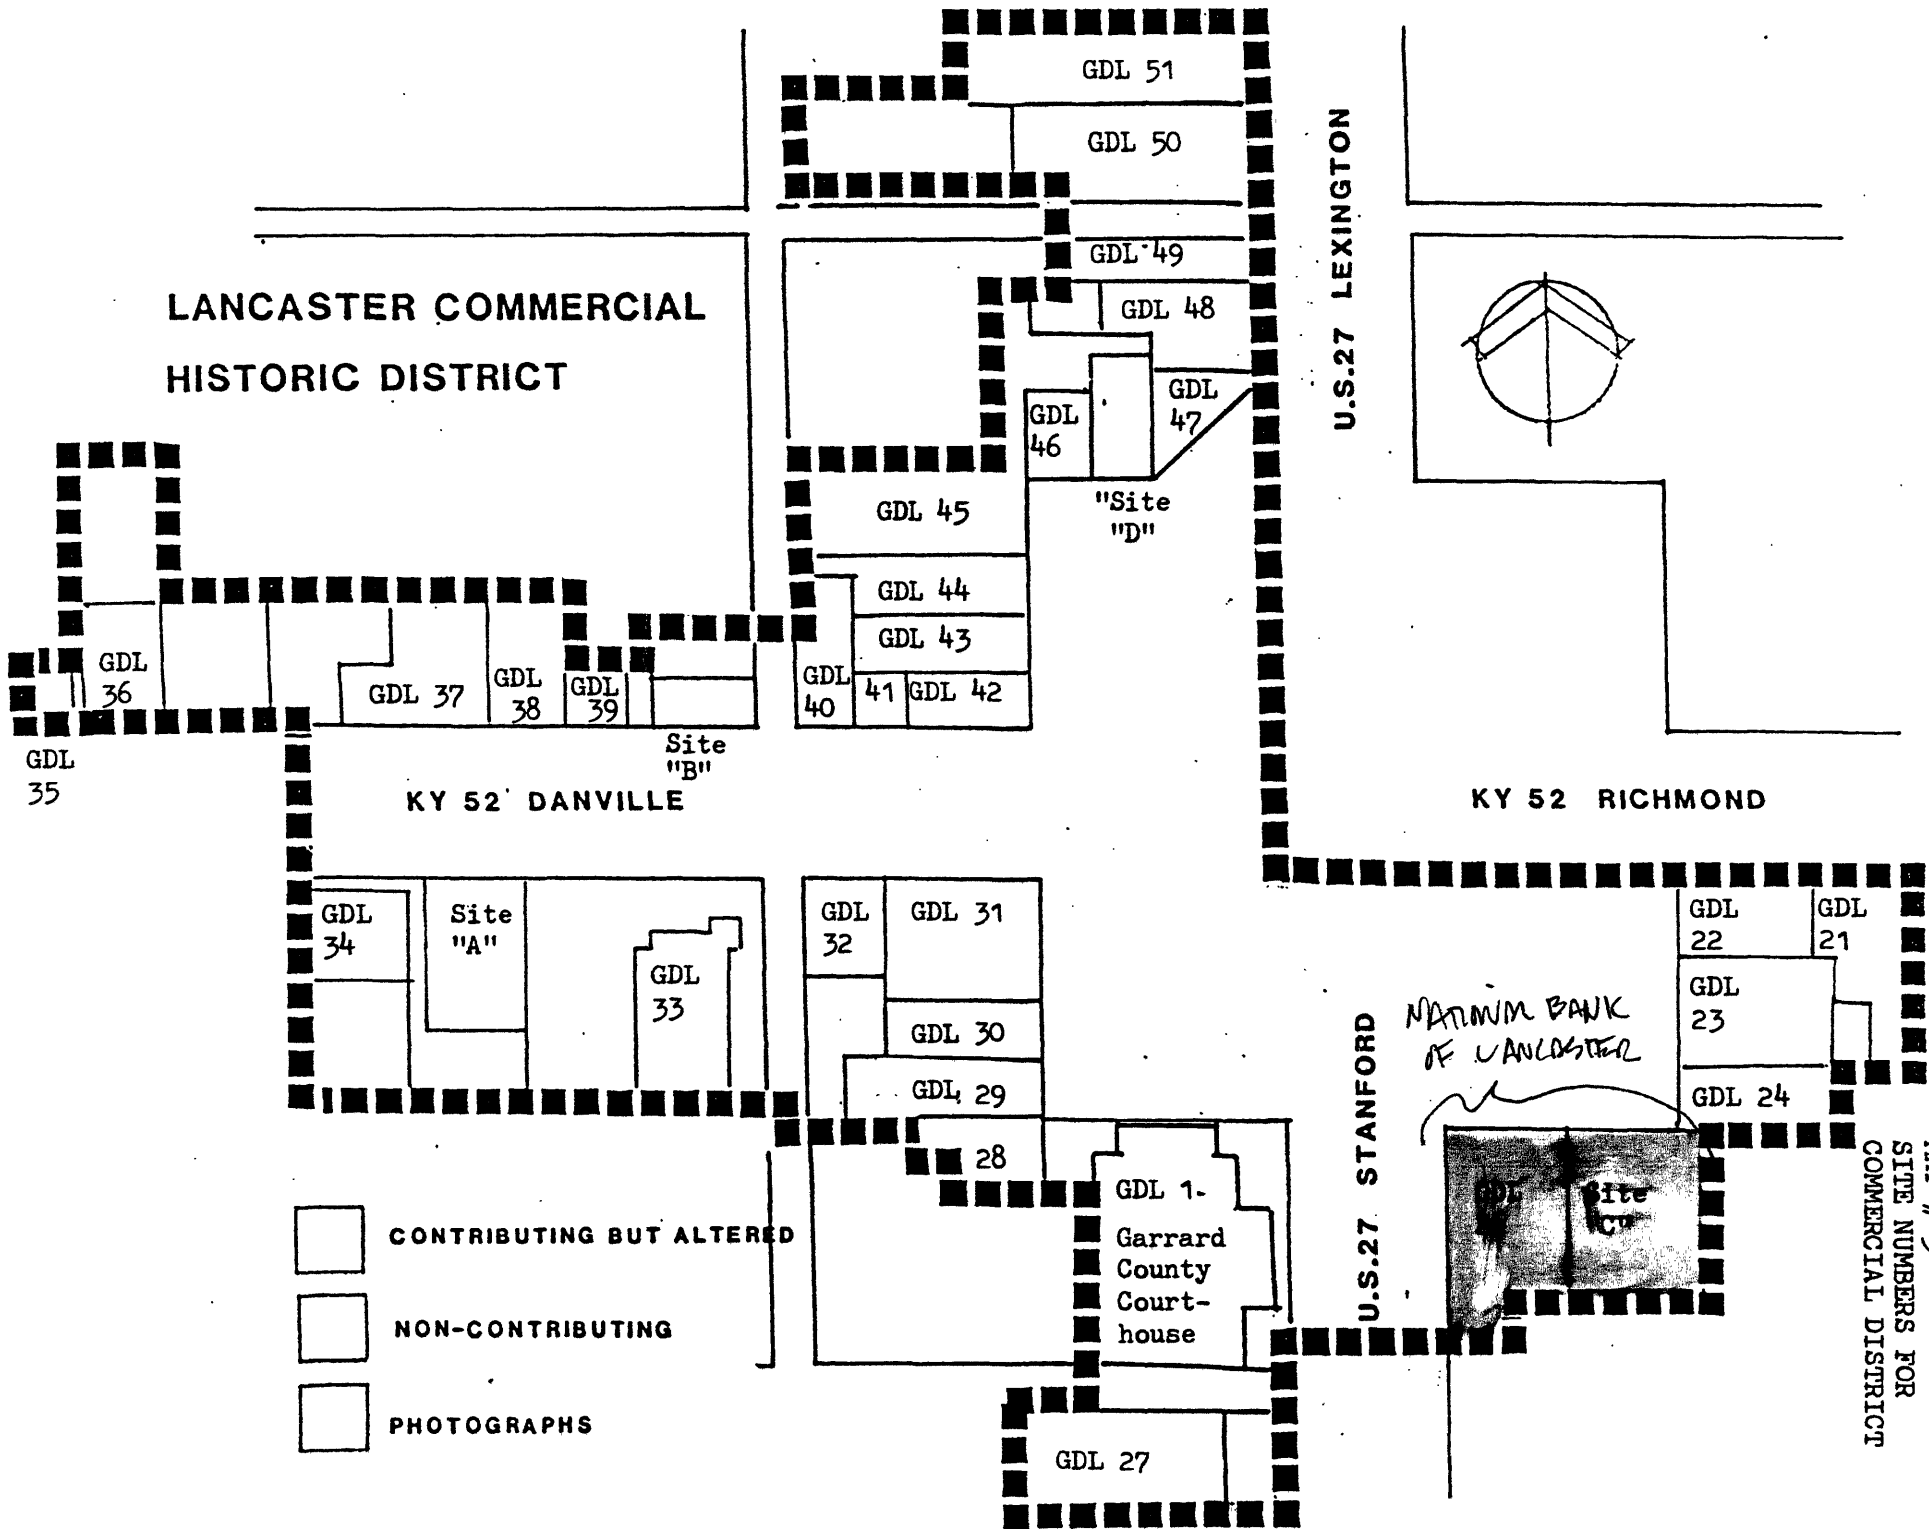 GDL 51
GDL 50
GDL 49
GDL 48
GDL
47
GDL
46
"Site
"D"
U.S.27 LEXINGTON
LANCASTER COMMERCIAL
HISTORIC DISTRICT
GDL 45
GDL 44
GDL 43
GDL
40
41
GDL 42
GDL
36
GDL 37
GDL
38
GDL
39
Site
"B"
GDL
35
KY 52 DANVILLE
KY 52 RICHMOND
GDL
34
Site
"A"
GDL
33
GDL
32
GDL 31
GDL 30
GDL 29
28
GDL
22
GDL
21
GDL
23
GDL 24
NATIONAL BANK
OF LANCASTER
U.S.27 STANFORD
GDL
Site
"C"
GDL 1-
Garrard
County
Court-
house
GDL 27
CONTRIBUTING BUT ALTERED
NON-CONTRIBUTING
PHOTOGRAPHS
SITE NUMBERS FOR
COMMERCIAL DISTRICT